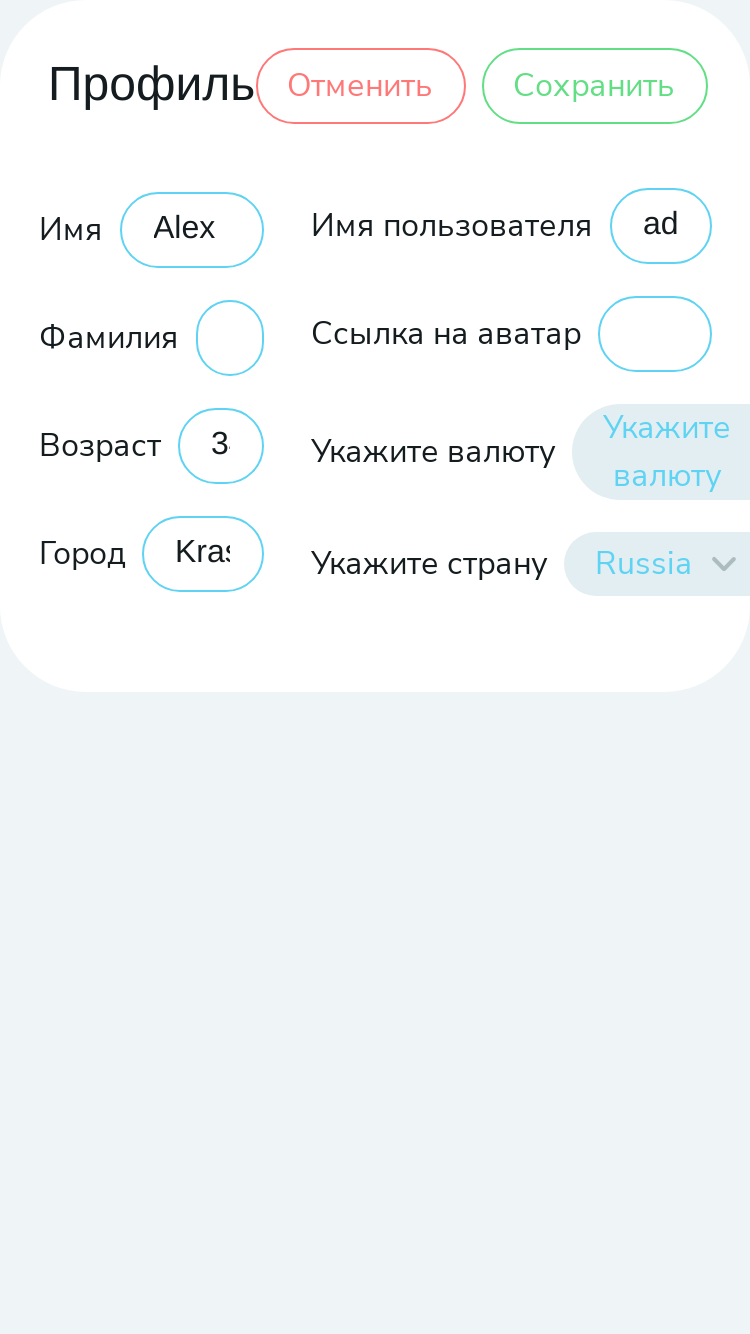 Профиль Отменить Сохранить
Имя Alex
Имя пользователя ad
Фамилия
Ссылка на аватар
Возраст
Укажите валюту Укажите
валюту
Город Kras
Укажите страну Russia